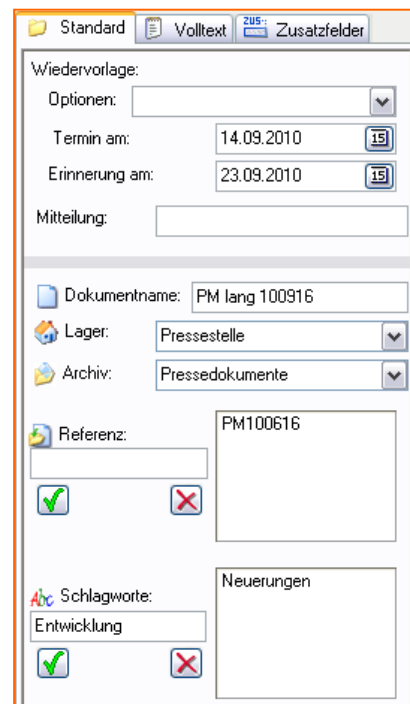 Standard Volltext ZUS- Zusatzfelder
Wiedervorlage:
Optionen:
Termin am: 14.09.2010 15
Erinnerung am: 23.09.2010 15
Mitteilung:
Dokumentname: PM lang 100916
Lager: Pressestelle
Archiv: Pressedokumente
Referenz: PM100616
Abc Schlagworte: Neuerungen
Entwicklung